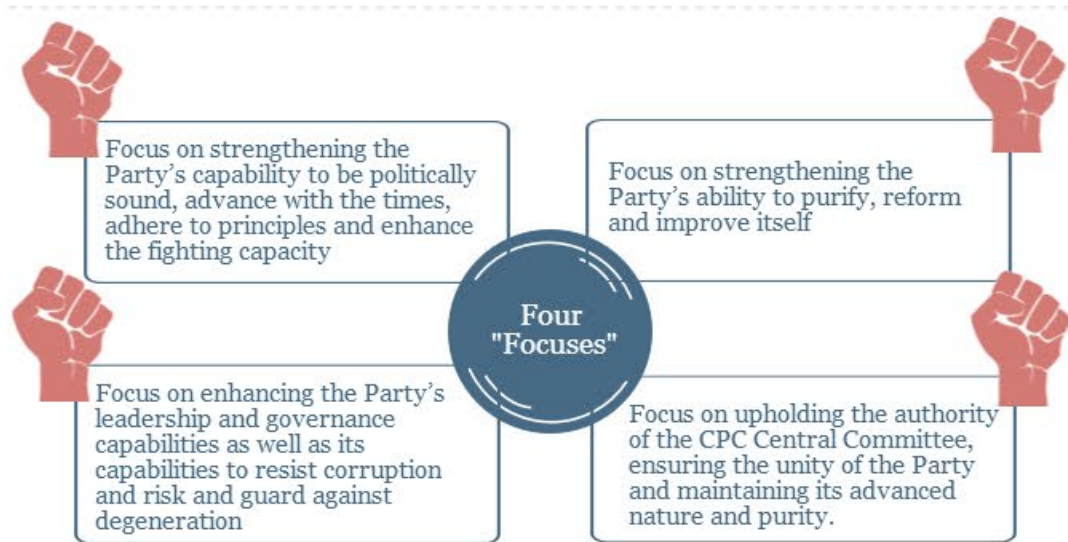 Focus on strengthening the
Party's capability to be politically
sound, advance with the times,
adhere to principles and enhance
the fighting capacity
Focus on strengthening the
Party's ability to purify, reform
and improve itself
Four
"Focuses"
Focus on enhancing the Party's
leadership and governance
capabilities as well as its
capabilities to resist corruption
and risk and guard against
degeneration
Focus on upholding the authority
of the CPC Central Committee,
ensuring the unity of the Party
and maintaining its advanced
nature and purity.